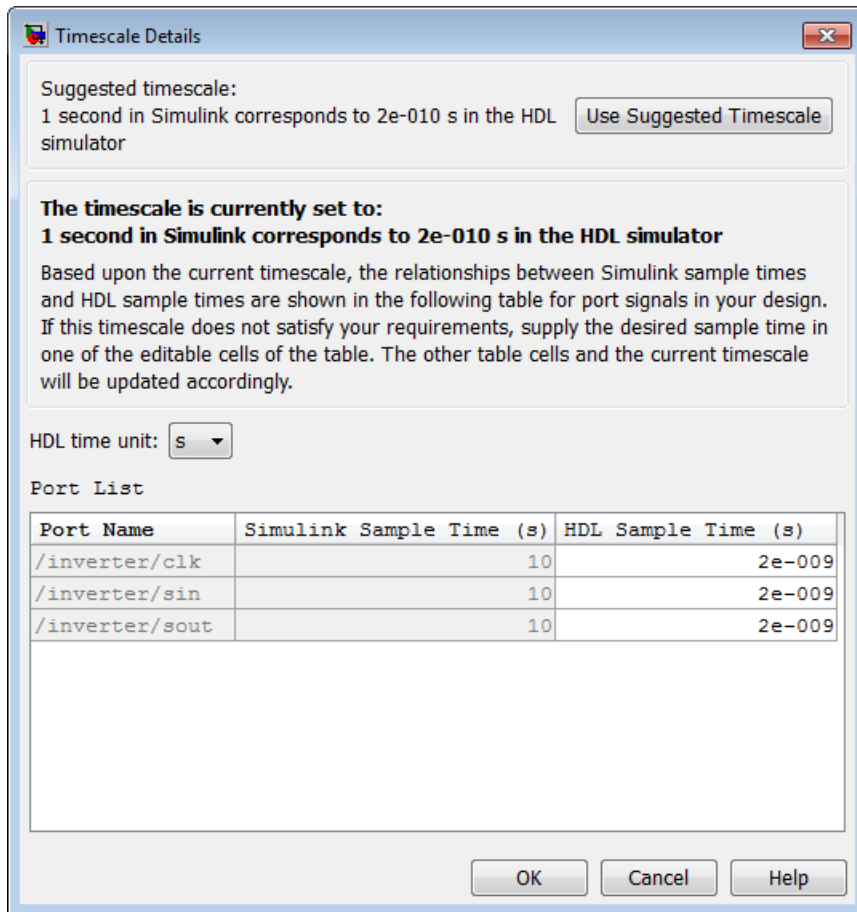 Timescale Details
Suggested timescale:
1 second in Simulink corresponds to 2e-010 s in the HDL
simulator
Use Suggested Timescale
The timescale is currently set to:
1 second in Simulink corresponds to 2e-010 s in the HDL simulator
Based upon the current timescale, the relationships between Simulink sample times
and HDL sample times are shown in the following table for port signals in your design.
If this timescale does not satisfy your requirements, supply the desired sample time in
one of the editable cells of the table. The other table cells and the current timescale
will be updated accordingly.
HDL time unit: s
Port List
Port Name Simulink Sample Time (s) HDL Sample Time (s)
/inverter/clk 10 2e-009
/inverter/sin 10 2e-009
/inverter/sout 10 2e-009
OK Cancel Help